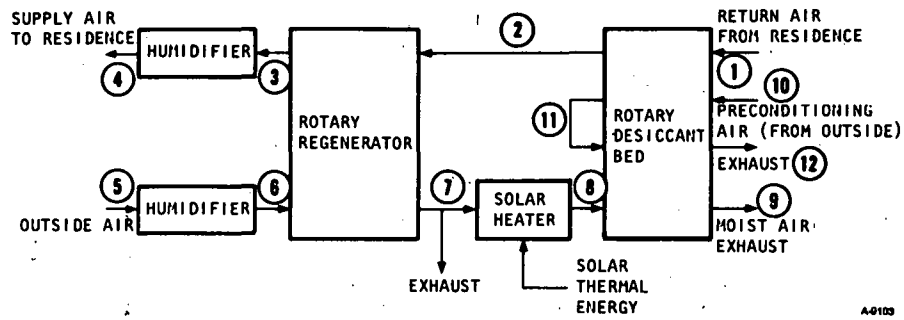 SUPPLY AIR
TO RESIDENCE
HUMIDIFIER
4
3
2
RETURN AIR
FROM RESIDENCE
1
10
PRECONDITIONING
AIR (FROM OUTSIDE)
11
ROTARY
REGENERATOR
ROTARY
DESICCANT
BED
EXHAUST 12
5
6
7
8
9
OUTSIDE AIR
HUMIDIFIER
SOLAR
HEATER
MOIST AIR
EXHAUST
EXHAUST
SOLAR
THERMAL
ENERGY
A-9103